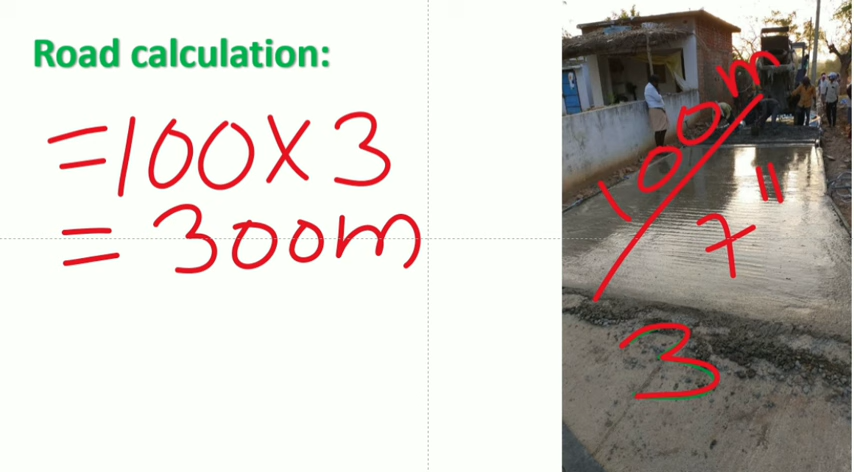 Road calculation:
=100X3
= 300m
100m
7"
3